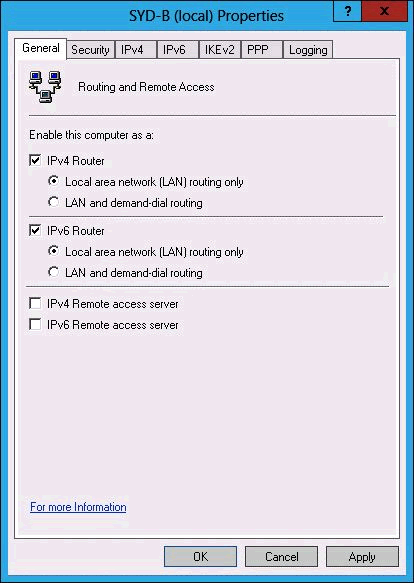 SYD-B (local) Properties
? x
General Security IPv4 IPv6 IKEv2 PPP Logging
Routing and Remote Access
Enable this computer as a:
IPv4 Router
Local area network (LAN) routing only
LAN and demand-dial routing
IPv6 Router
Local area network (LAN) routing only
LAN and demand-dial routing
IPv4 Remote access server
IPv6 Remote access server
For more Information
OK Cancel Apply